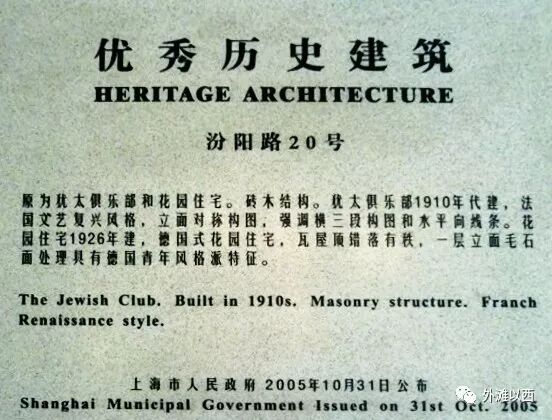 优秀历史建筑
HERITAGE ARCHITECTURE
汾阳路20号
原为犹太俱乐部和花园住宅。砖木结构。犹太俱乐部1910年代建，法
国文艺复兴风格，立面对称构图，强调横三段构图和水平向线条。花
园住宅1926年建，德国式花园住宅，瓦屋顶错落有秩，一层立面毛石
面处理具有德国青年风格派特征。
The Jewish Club. Built in 1910s. Masonry structure. Franch
Renaissance style.
上海市人民政府 2005年10月31日公布
Shanghai Municipal Government Issued on 31st Oct. 2005
外滩以西